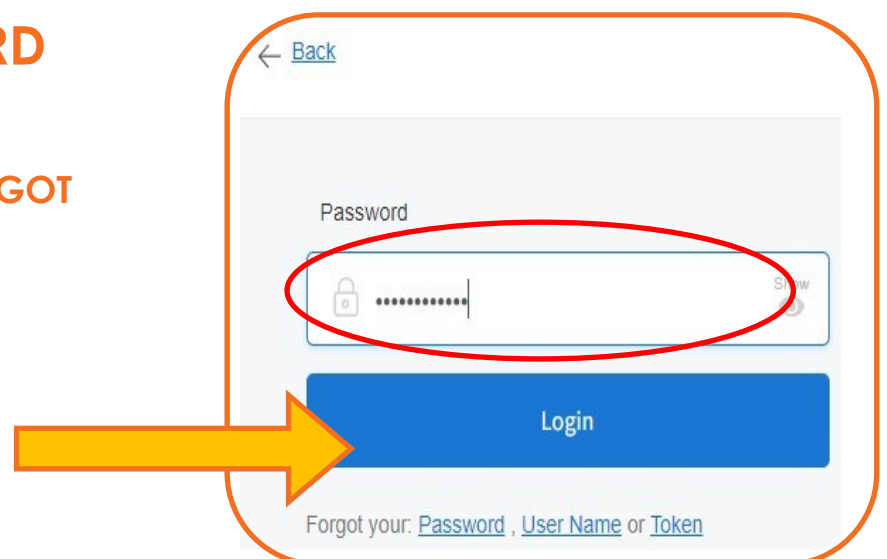 RD
GOT
Back
Password
••••••••••••
Show
Login
Forgot your: Password , User Name or Token